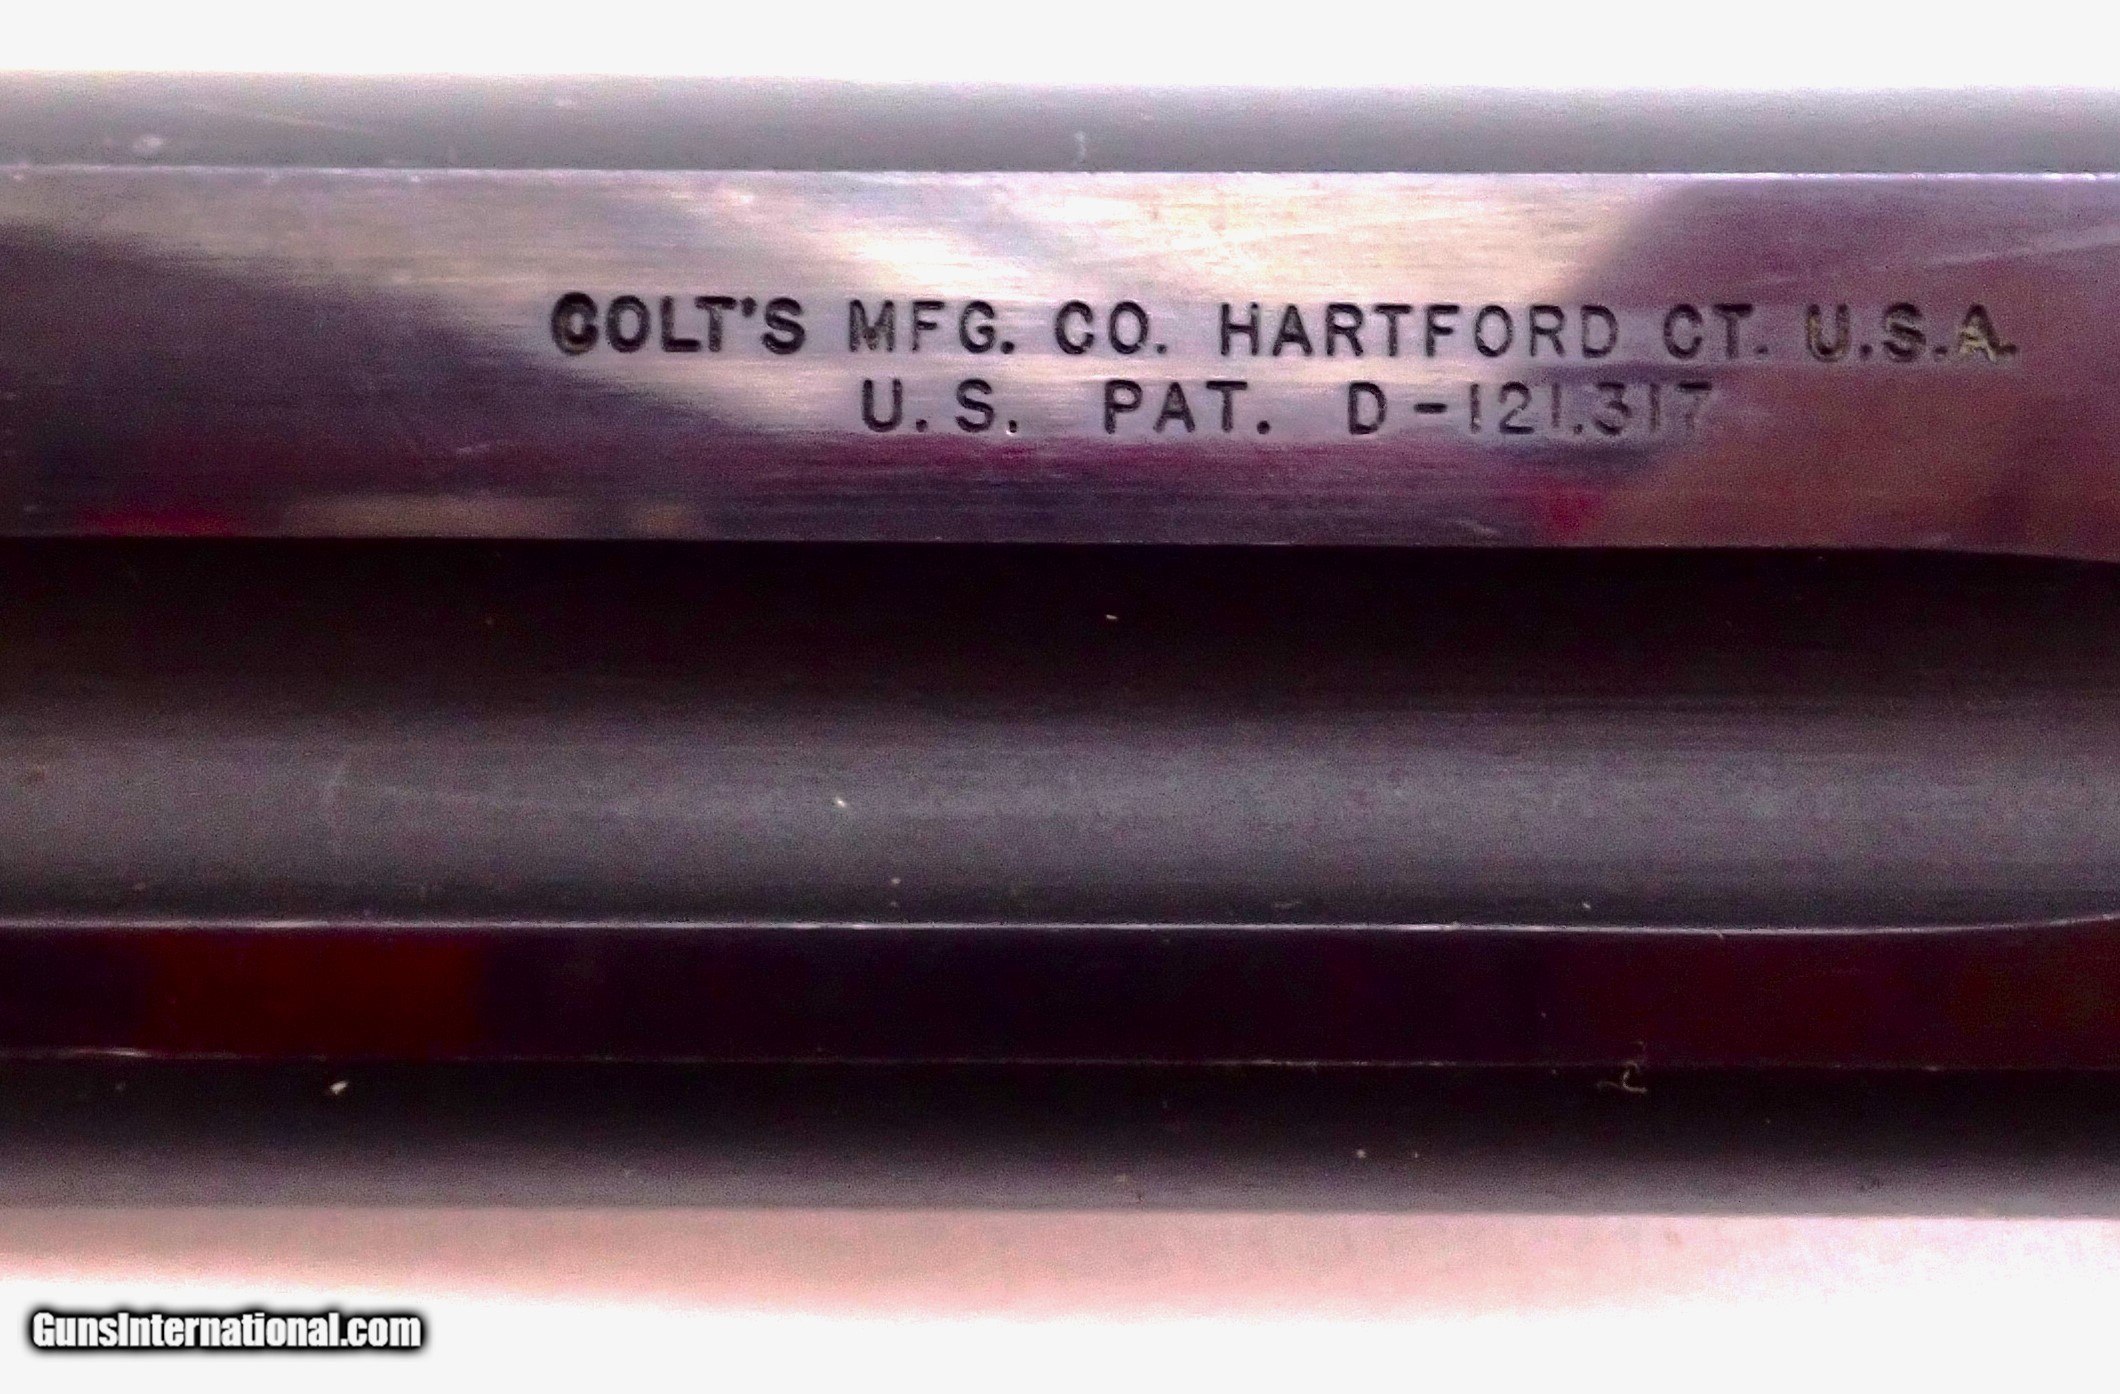 COLT'S MFG. CO. HARTFORD CT. U.S.A.
U.S. PAT. D-121,317
GunsInternational.com